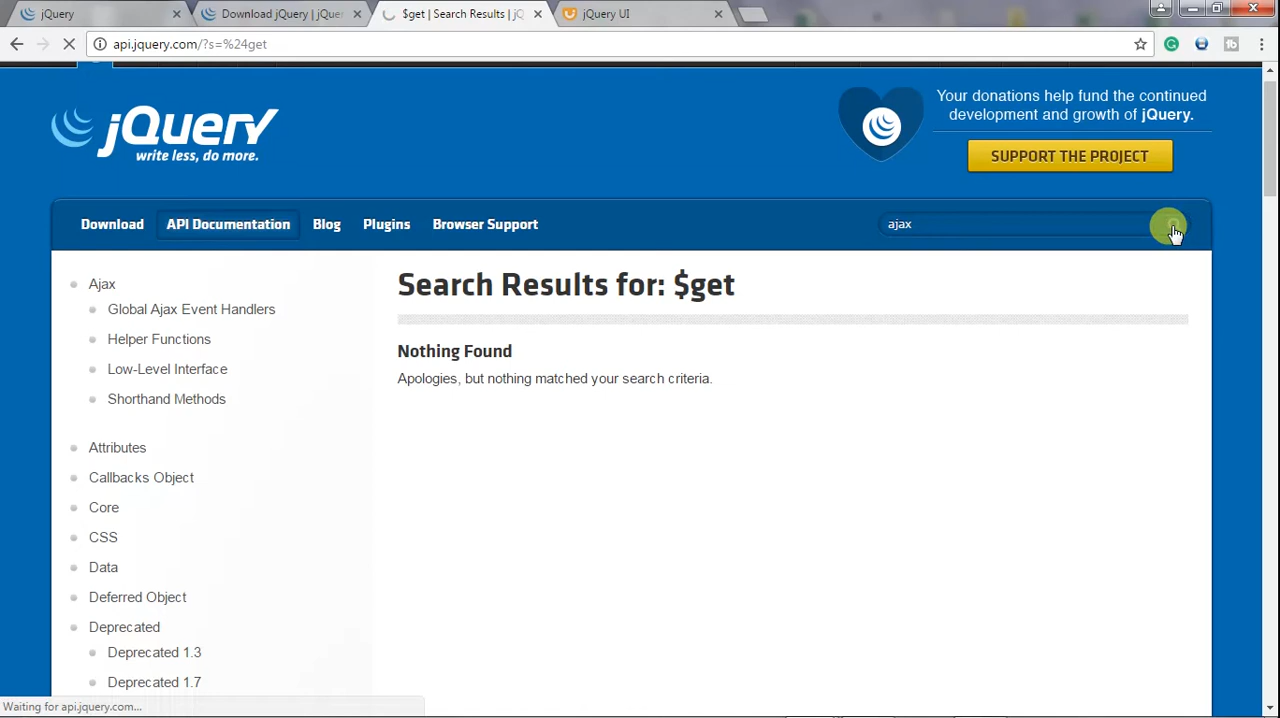 jQuery
Download jQuery | jQue
$get | Search Results | jQ
jQuery UI
api.jquery.com/?s=%24get
Your donations help fund the continued
development and growth of jQuery.
jQuery
write less, do more.
SUPPORT THE PROJECT
Download
API Documentation
Blog
Plugins
Browser Support
ajax
Ajax
Global Ajax Event Handlers
Helper Functions
Low-Level Interface
Shorthand Methods
Attributes
Callbacks Object
Core
CSS
Data
Deferred Object
Deprecated
Deprecated 1.3
Deprecated 1.7
Search Results for: $get
Nothing Found
Apologies, but nothing matched your search criteria.
Waiting for api.jquery.com...